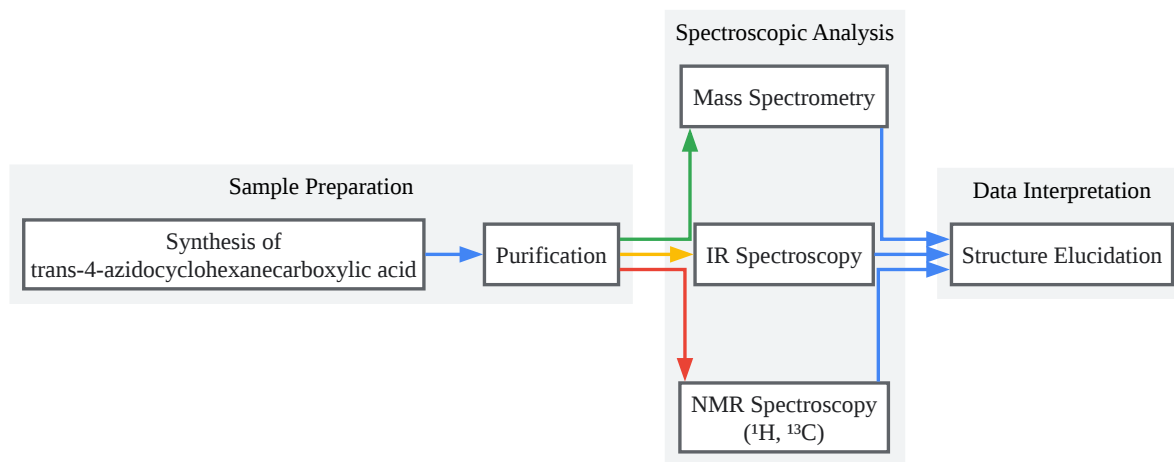 Sample Preparation
Synthesis of
trans-4-azidocyclohexanecarboxylic acid
Purification
Spectroscopic Analysis
Mass Spectrometry
IR Spectroscopy
NMR Spectroscopy
(¹H, ¹³C)
Data Interpretation
Structure Elucidation